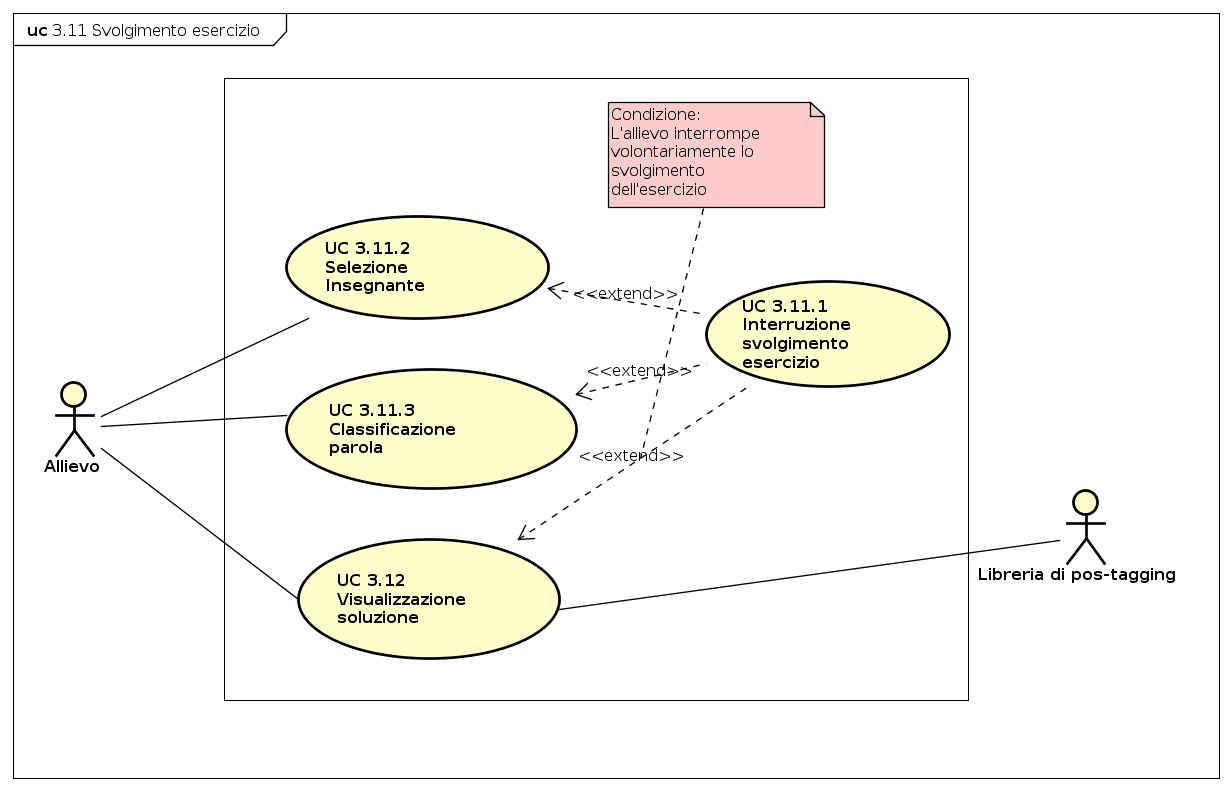 uc 3.11 Svolgimento esercizio
Condizione:
L'allievo interrompe
volontariamente lo
svolgimento
dell'esercizio
UC 3.11.2
Selezione
Insegnante
<<extend>>
UC 3.11.1
Interruzione
svolgimento
esercizio
<<extend>>
UC 3.11.3
Classificazione
parola
<<extend>>
Allievo
UC 3.12
Visualizzazione
soluzione
Libreria di pos-tagging